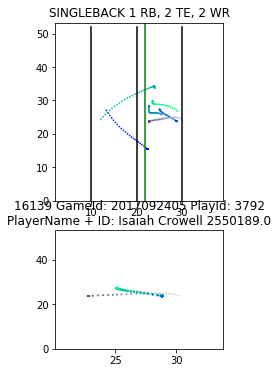 SINGLEBACK 1 RB, 2 TE, 2 WR
50
40
30
20
10
0
10 20 30
16139 GameId: 2017092405 PlayId: 3792
PlayerName + ID: Isaiah Crowell 2550189.0
40
20
0
25 30